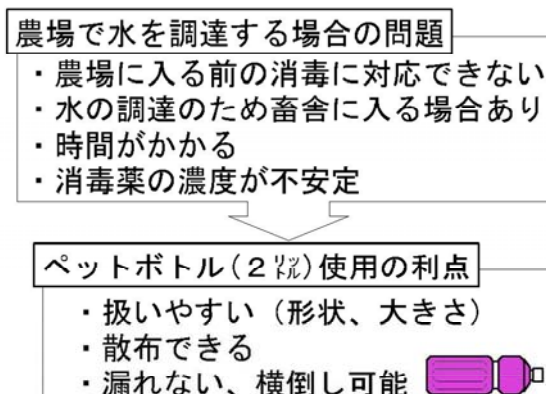 農場で水を調達する場合の問題
・農場に入る前の消毒に対応できない
・水の調達のため畜舎に入る場合あり
・時間がかかる
・消毒薬の濃度が不安定
ペットボトル(2㍑)使用の利点
・扱いやすい(形状、大きさ)
・散布できる
・漏れない、横倒し可能